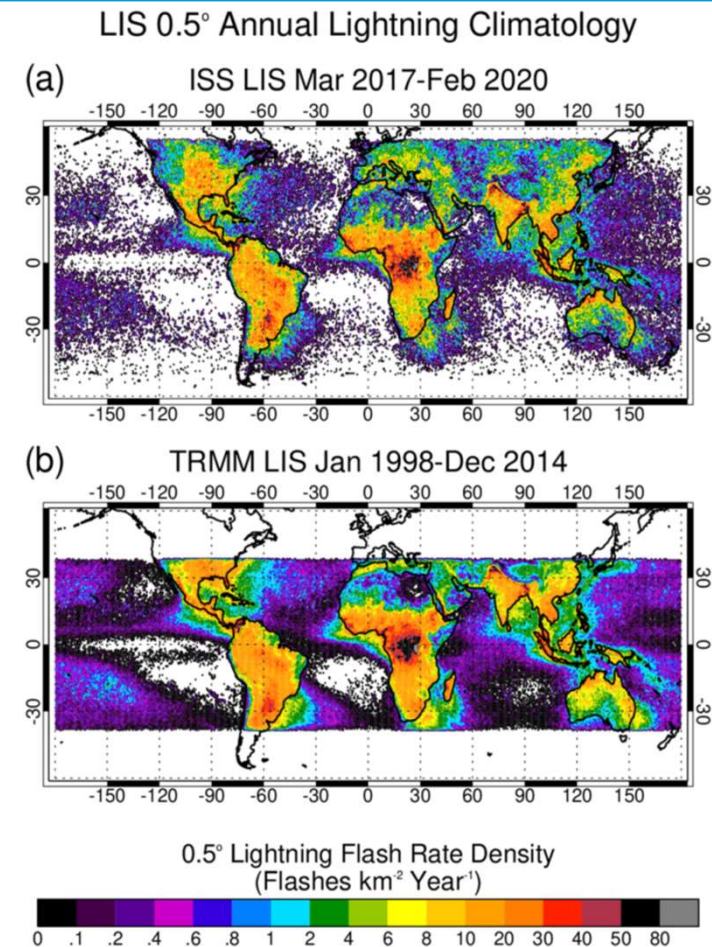 LIS 0.5° Annual Lightning Climatology
(a) ISS LIS Mar 2017-Feb 2020
-150 -120 -90 -60 -30 0 30 60 90 120 150
30 30
0 0
-30 -30
-150 -120 -90 -60 -30 0 30 60 90 120 150
(b) TRMM LIS Jan 1998-Dec 2014
-150 -120 -90 -60 -30 0 30 60 90 120 150
30 30
0 0
-30 -30
-150 -120 -90 -60 -30 0 30 60 90 120 150
0.5° Lightning Flash Rate Density
(Flashes km⁻² Year⁻¹)
0 .1 .2 .4 .6 .8 1 2 4 6 8 10 20 30 40 50 80